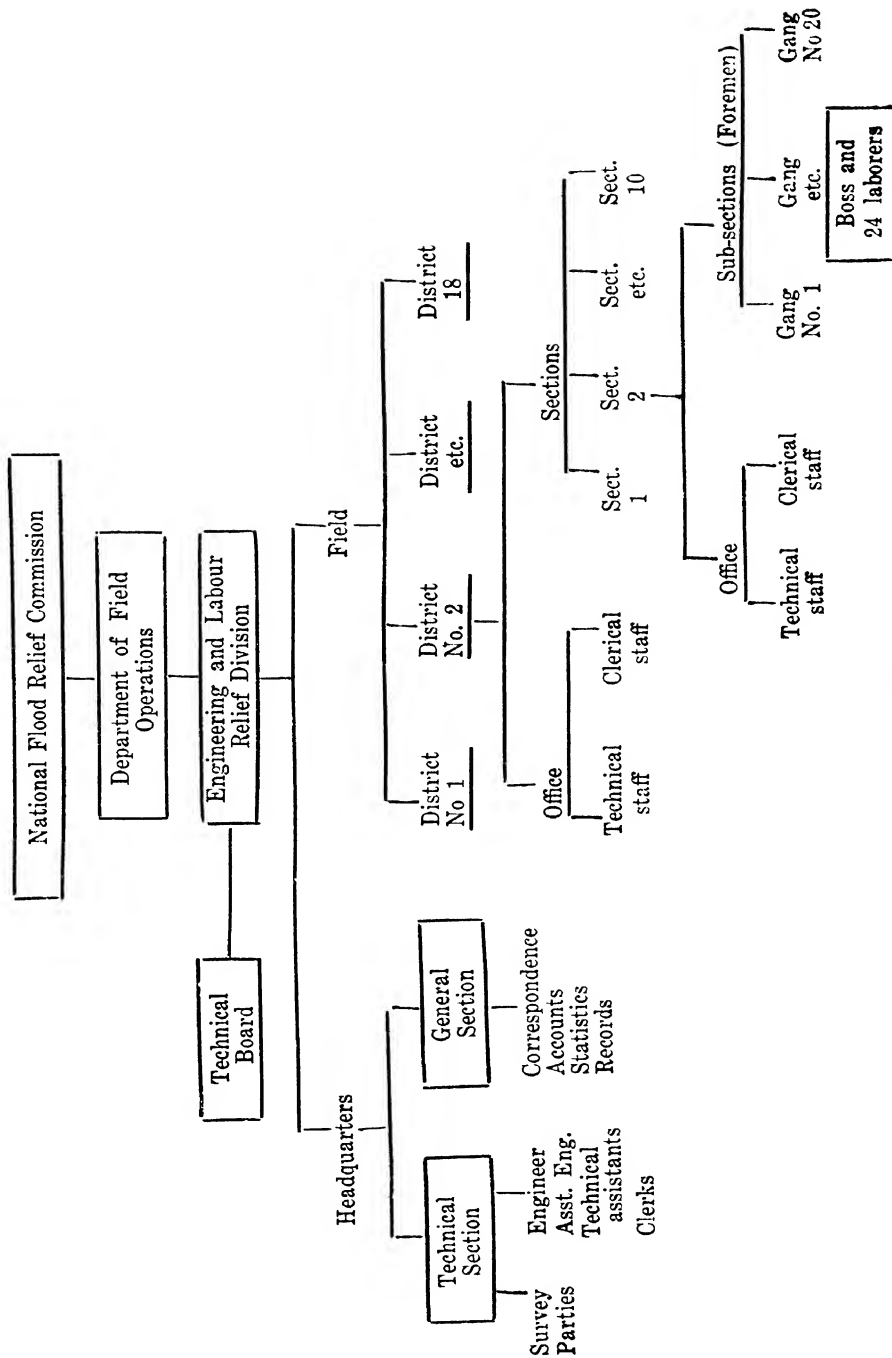 National Flood Relief Commission
Department of Field
Operations
Engineering and Labour
Relief Division
Technical
Board
Headquarters
Field
Technical
Section
General
Section
Survey
Parties
Engineer
Asst. Eng.
Technical
assistants
Clerks
Correspondence
Accounts
Statistics
Records
District
No 1
District
No. 2
District
etc.
District
18
Office
Technical
staff
Clerical
staff
Sections
Sect.
1
Sect.
2
Sect.
etc.
Sect.
10
Office
Technical
staff
Clerical
staff
Sub-sections (Foremen)
Gang
No. 1
Gang
etc.
Gang
No 20
Boss and
24 laborers